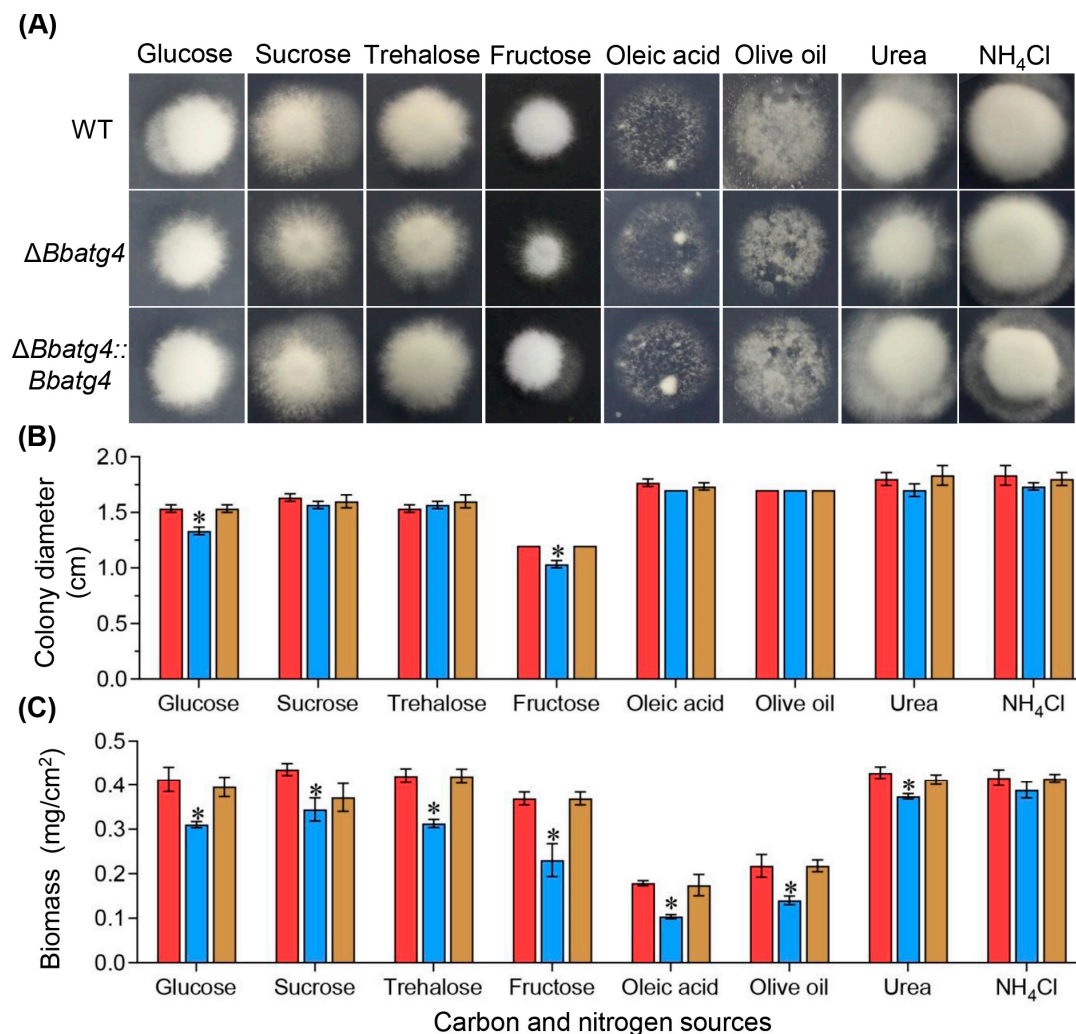 (A)
Glucose Sucrose Trehalose Fructose Oleic acid Olive oil Urea NH₄Cl
WT
ΔBbatg4
ΔBbatg4::
Bbatg4
(B)
Colony diameter
(cm)
2.0
1.5
1.0
0.5
0.0
* *
Glucose Sucrose Trehalose Fructose Oleic acid Olive oil Urea NH₄Cl
(C)
Biomass (mg/cm²)
0.5
0.4
0.3
0.2
0.1
0.0
* * * * * * *
Glucose Sucrose Trehalose Fructose Oleic acid Olive oil Urea NH₄Cl
Carbon and nitrogen sources